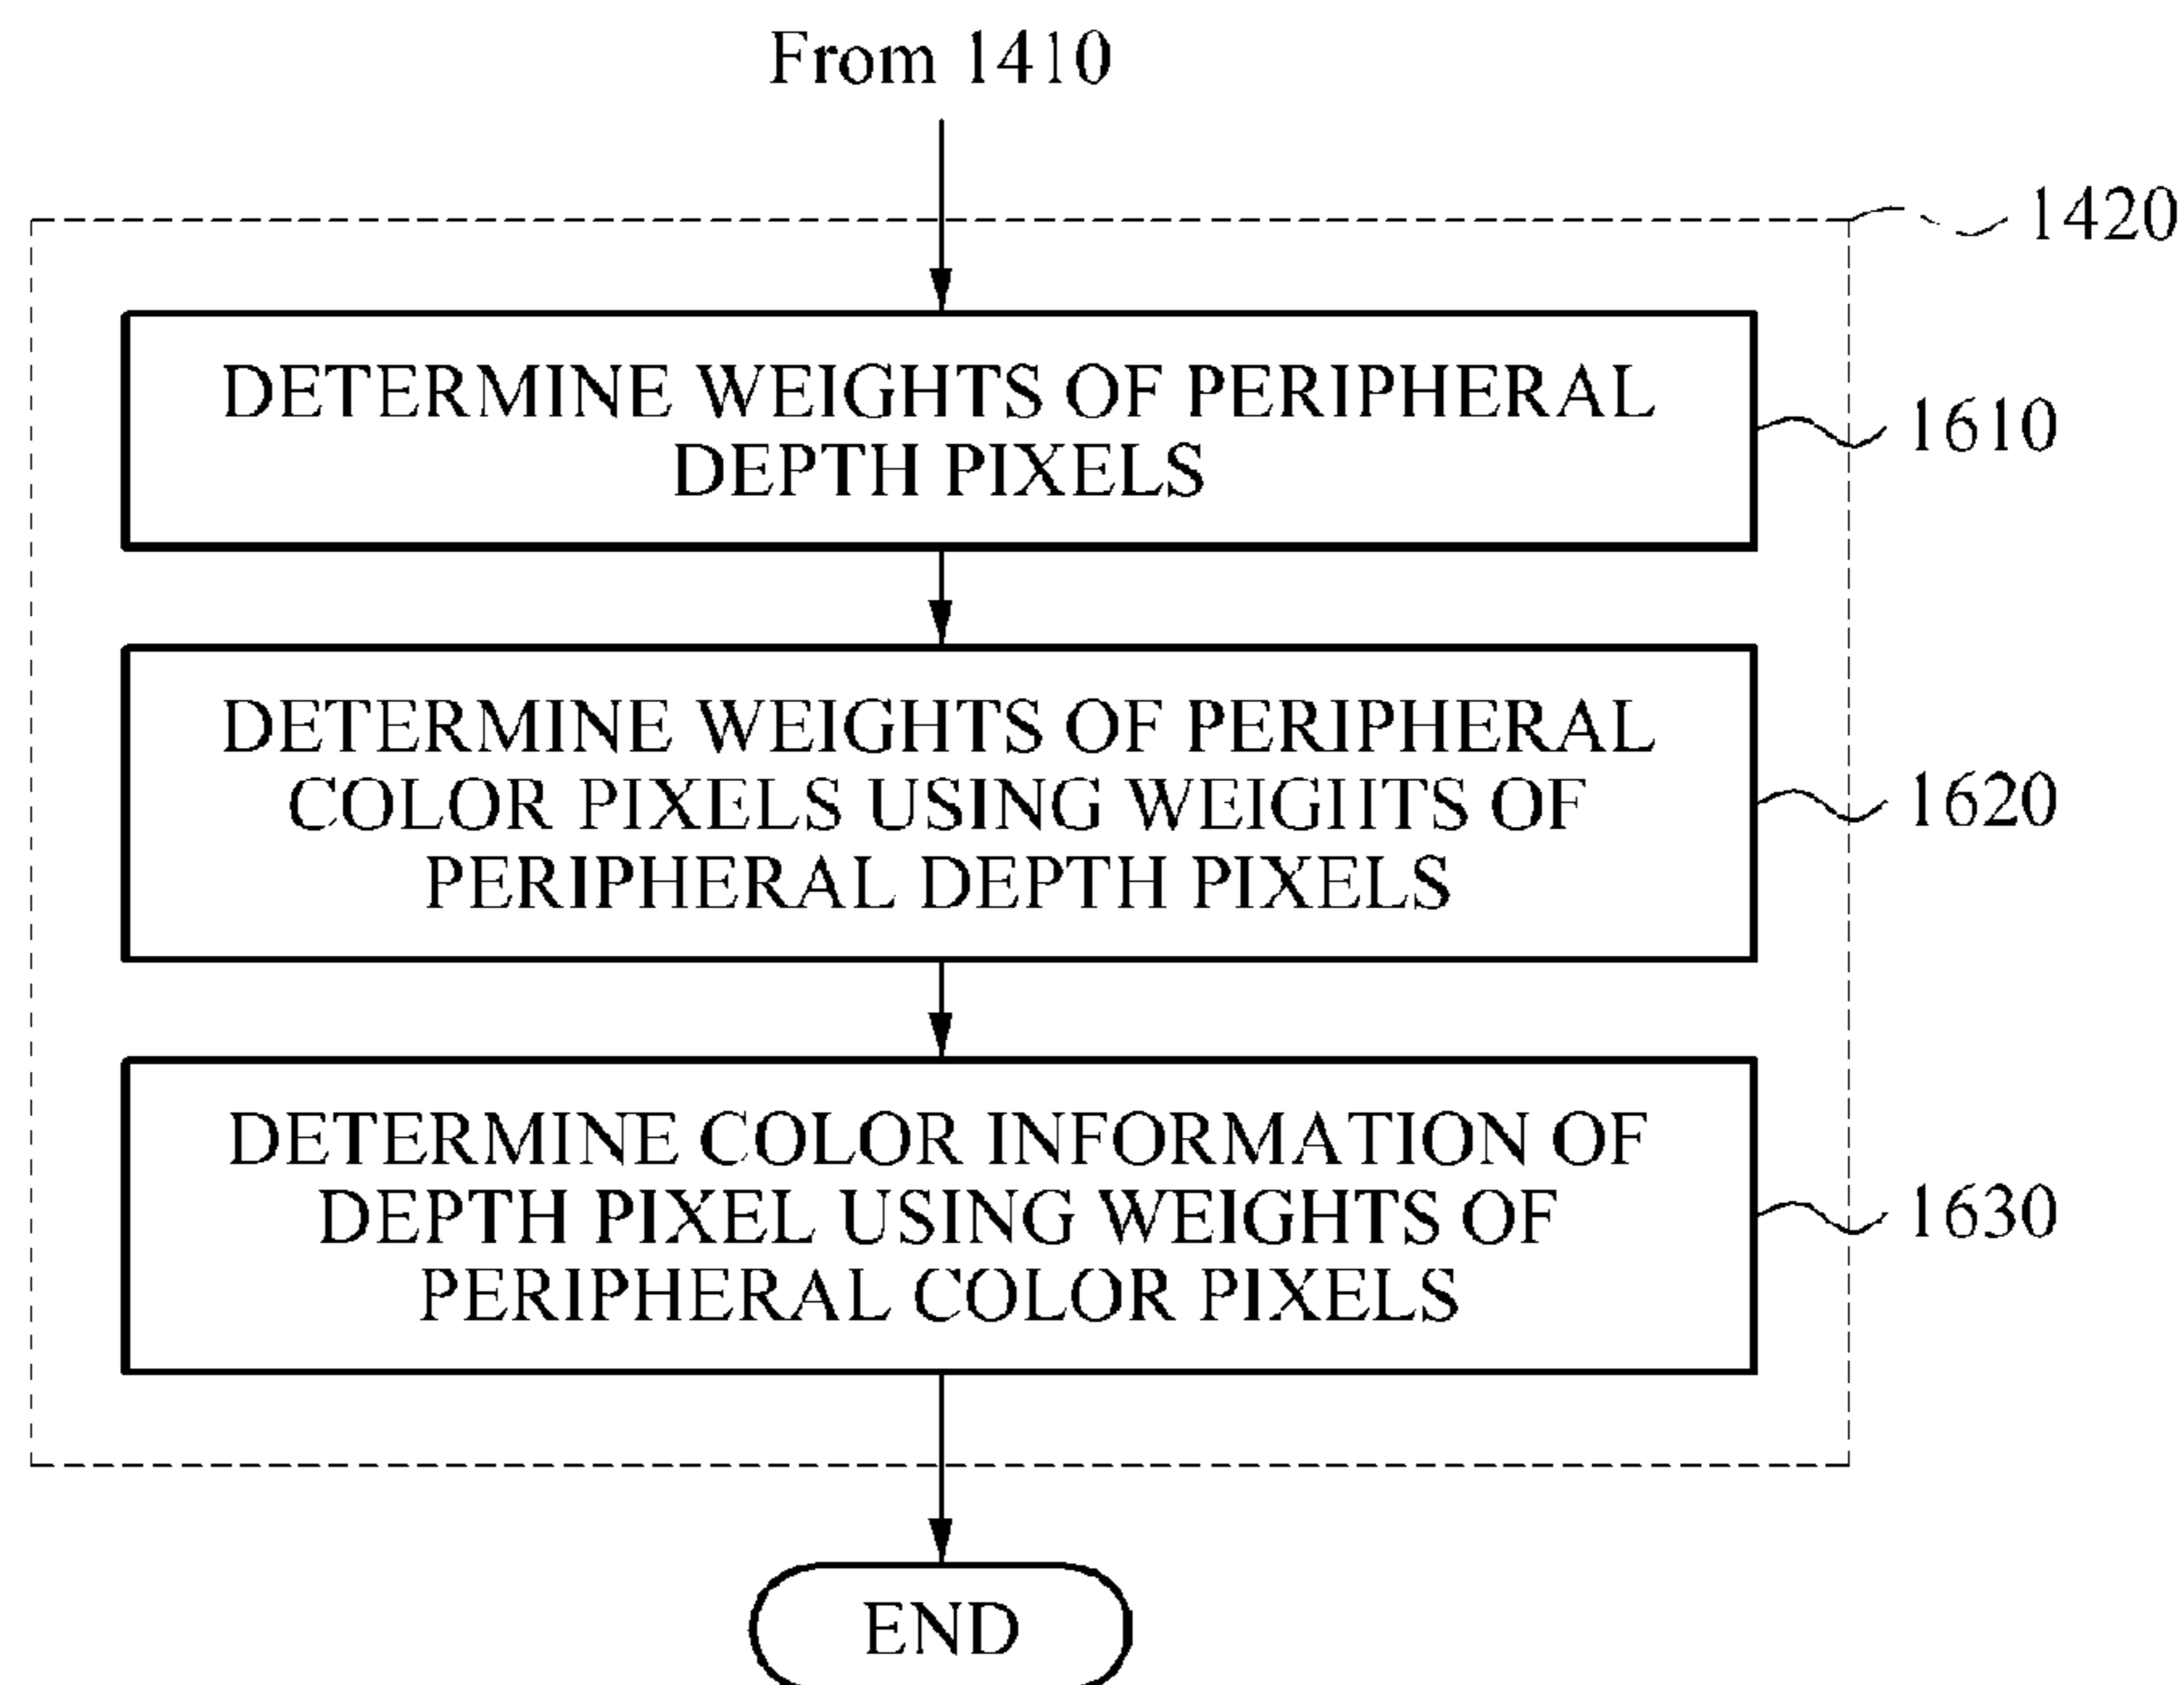 From 1410
1420
DETERMINE WEIGHTS OF PERIPHERAL
DEPTH PIXELS
1610
DETERMINE WEIGHTS OF PERIPHERAL
COLOR PIXELS USING WEIGHTS OF
PERIPHERAL DEPTH PIXELS
1620
DETERMINE COLOR INFORMATION OF
DEPTH PIXEL USING WEIGHTS OF
PERIPHERAL COLOR PIXELS
1630
END